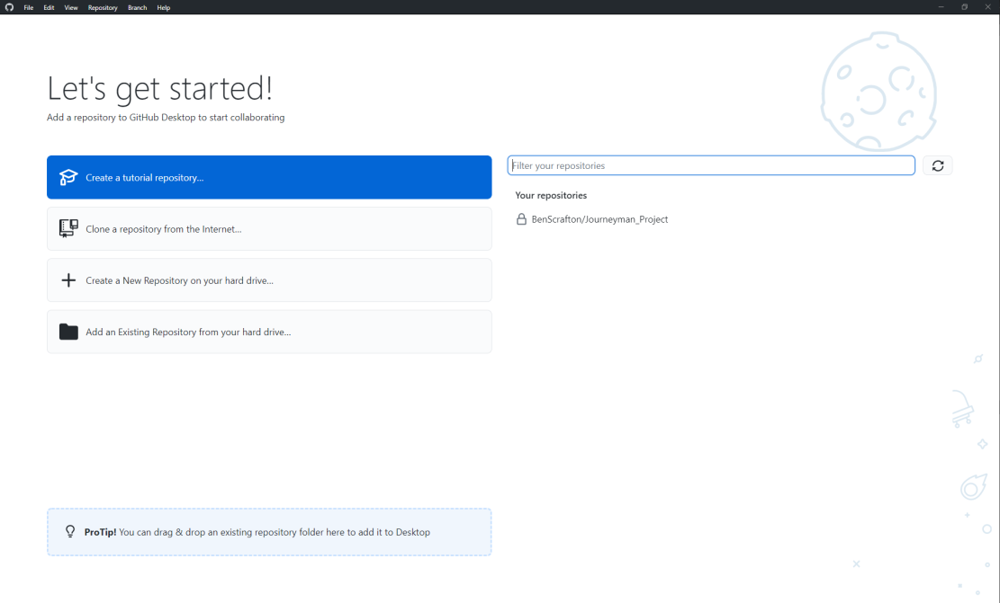 File Edit View Repository Branch Help
Let's get started!
Add a repository to GitHub Desktop to start collaborating
Create a tutorial repository...
Clone a repository from the Internet...
Create a New Repository on your hard drive...
Add an Existing Repository from your hard drive...
Filter your repositories
Your repositories
BenScrafton/Journeyman_Project
ProTip! You can drag & drop an existing repository folder here to add it to Desktop